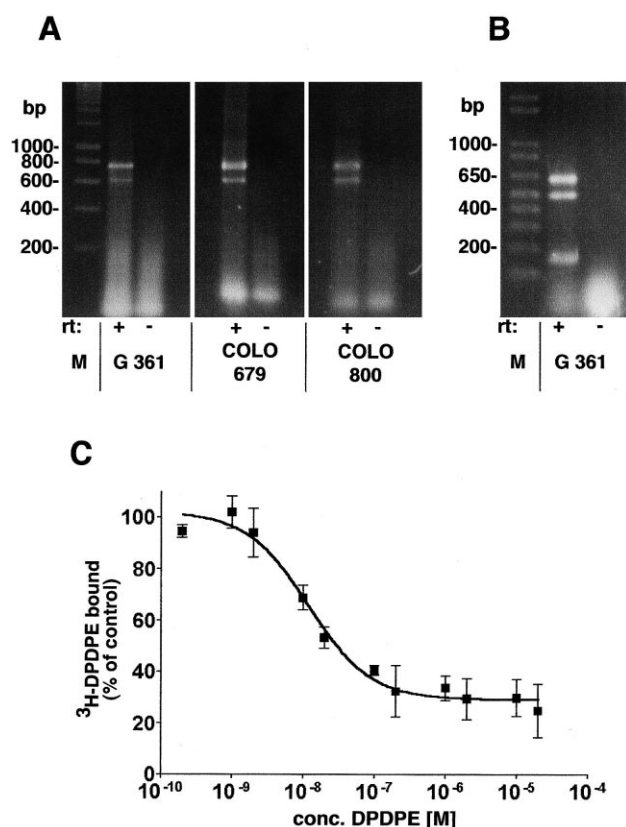 A
B
bp
1000-
800-
600-
400-
200-
bp
1000-
650-
400-
200-
rt: + - + - + -
M G 361 COLO 679 COLO 800
rt: + -
M G 361
C
³H-DPDPE bound
(% of control)
100
80
60
40
20
0
10⁻¹⁰ 10⁻⁹ 10⁻⁸ 10⁻⁷ 10⁻⁶ 10⁻⁵ 10⁻⁴
conc. DPDPE [M]